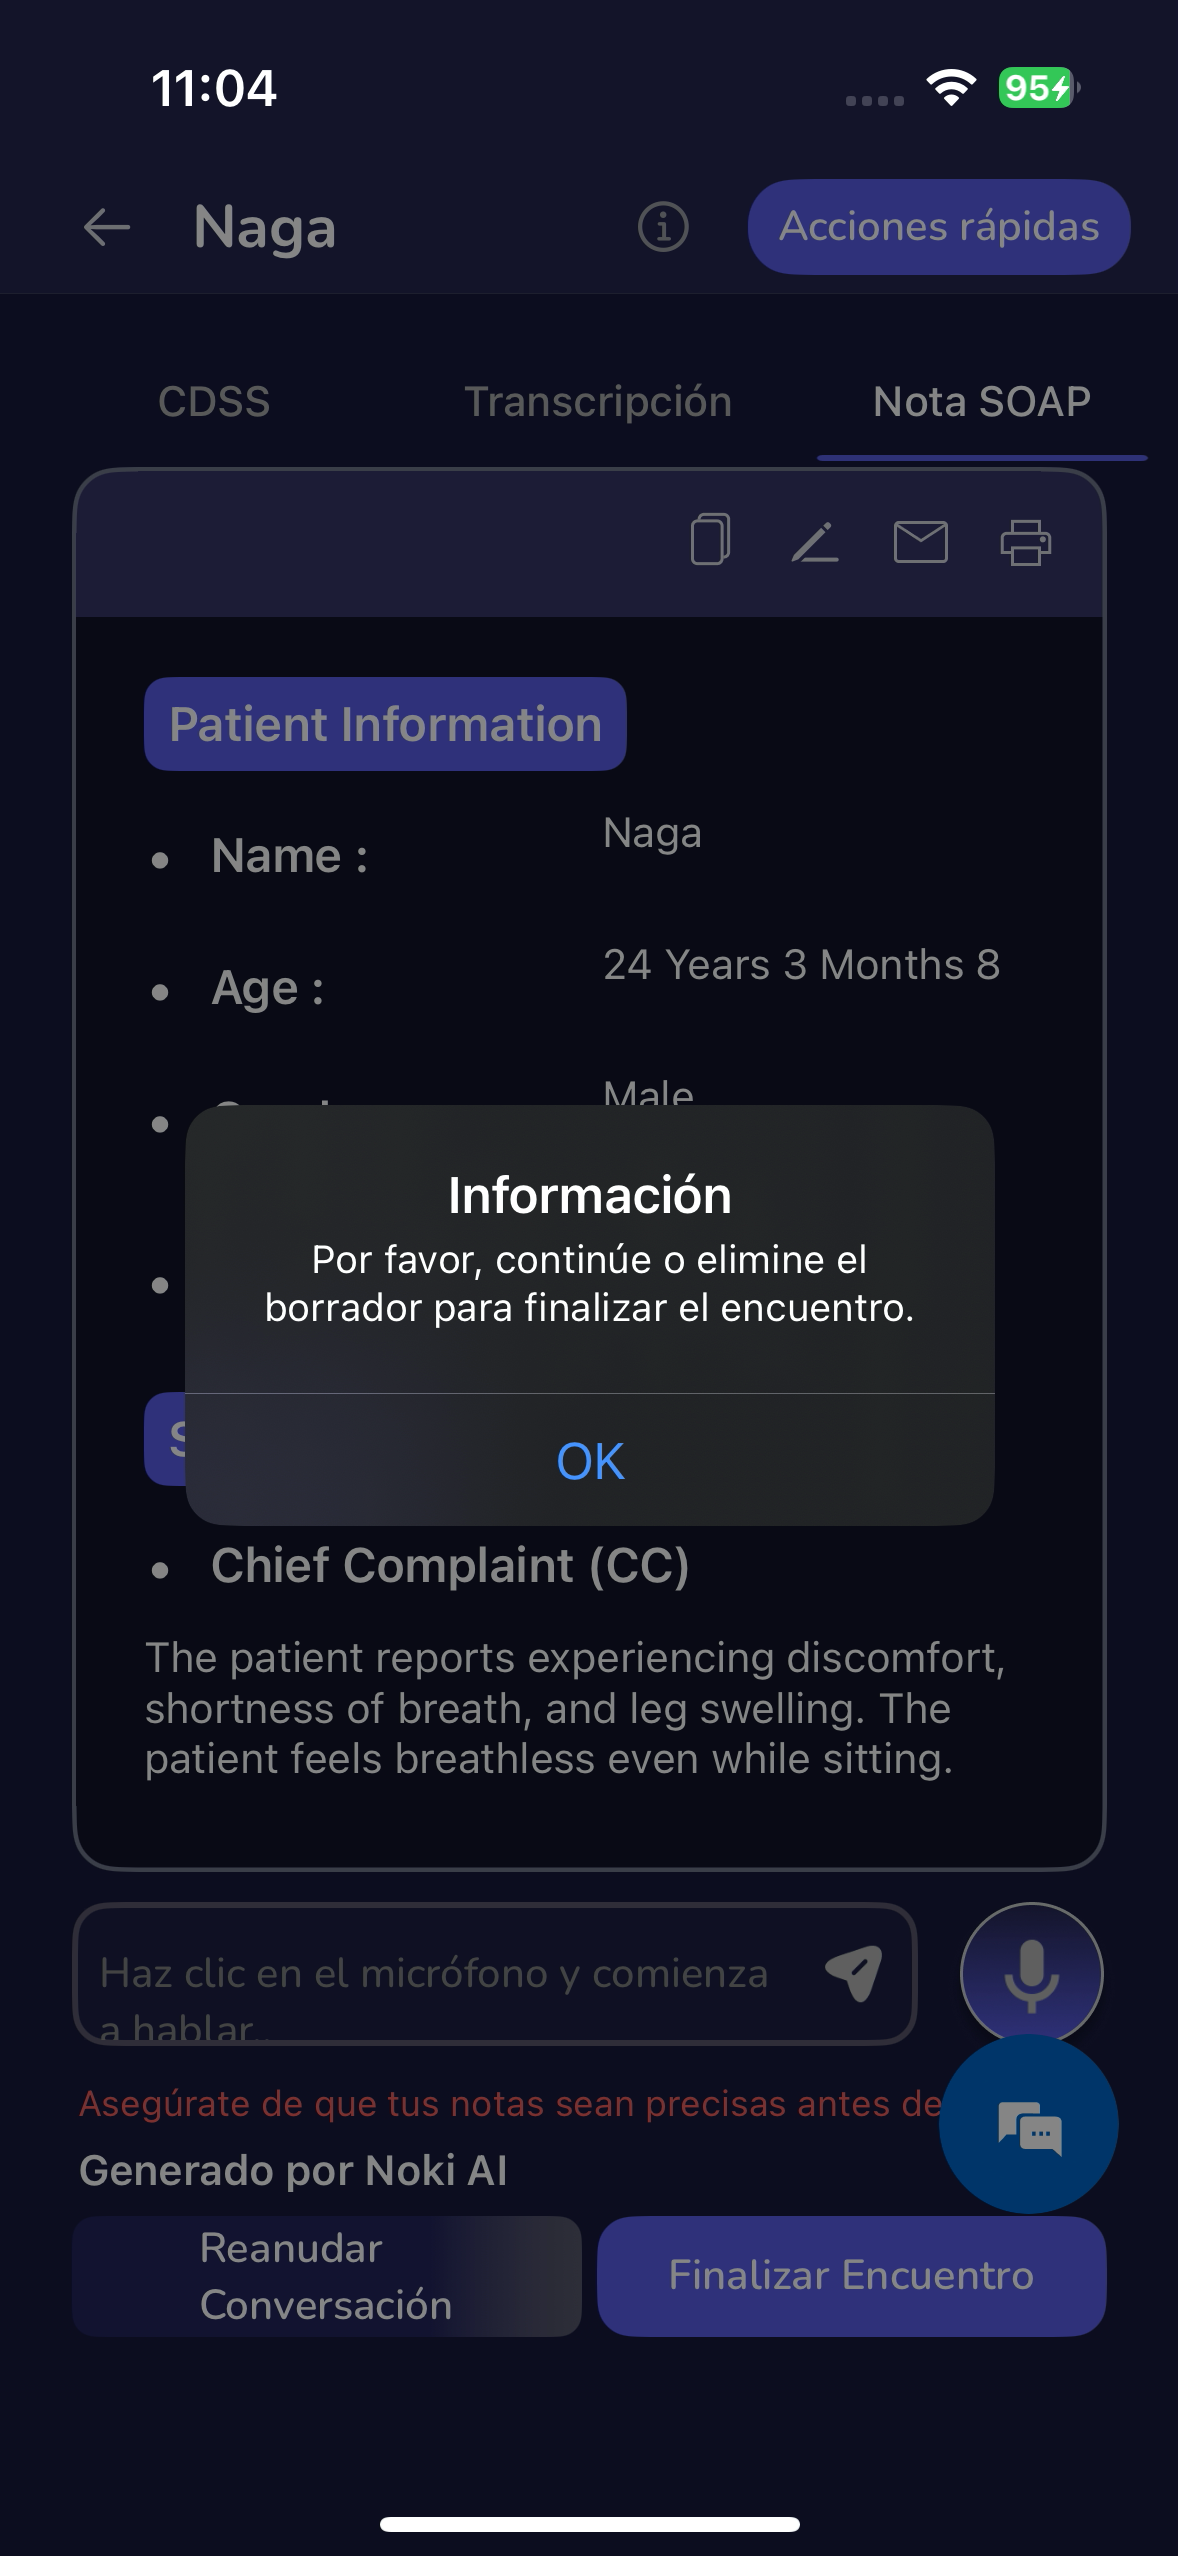 11:04
95
Naga
Acciones rápidas
CDSS
Transcripción
Nota SOAP
Patient Information
Name :
Naga
Age :
24 Years 3 Months 8
Male
Información
Por favor, continúe o elimine el
borrador para finalizar el encuentro.
OK
Chief Complaint (CC)
The patient reports experiencing discomfort,
shortness of breath, and leg swelling. The
patient feels breathless even while sitting.
Haz clic en el micrófono y comienza
a hablar..
Asegúrate de que tus notas sean precisas antes de
Generado por Noki AI
Reanudar
Conversación
Finalizar Encuentro